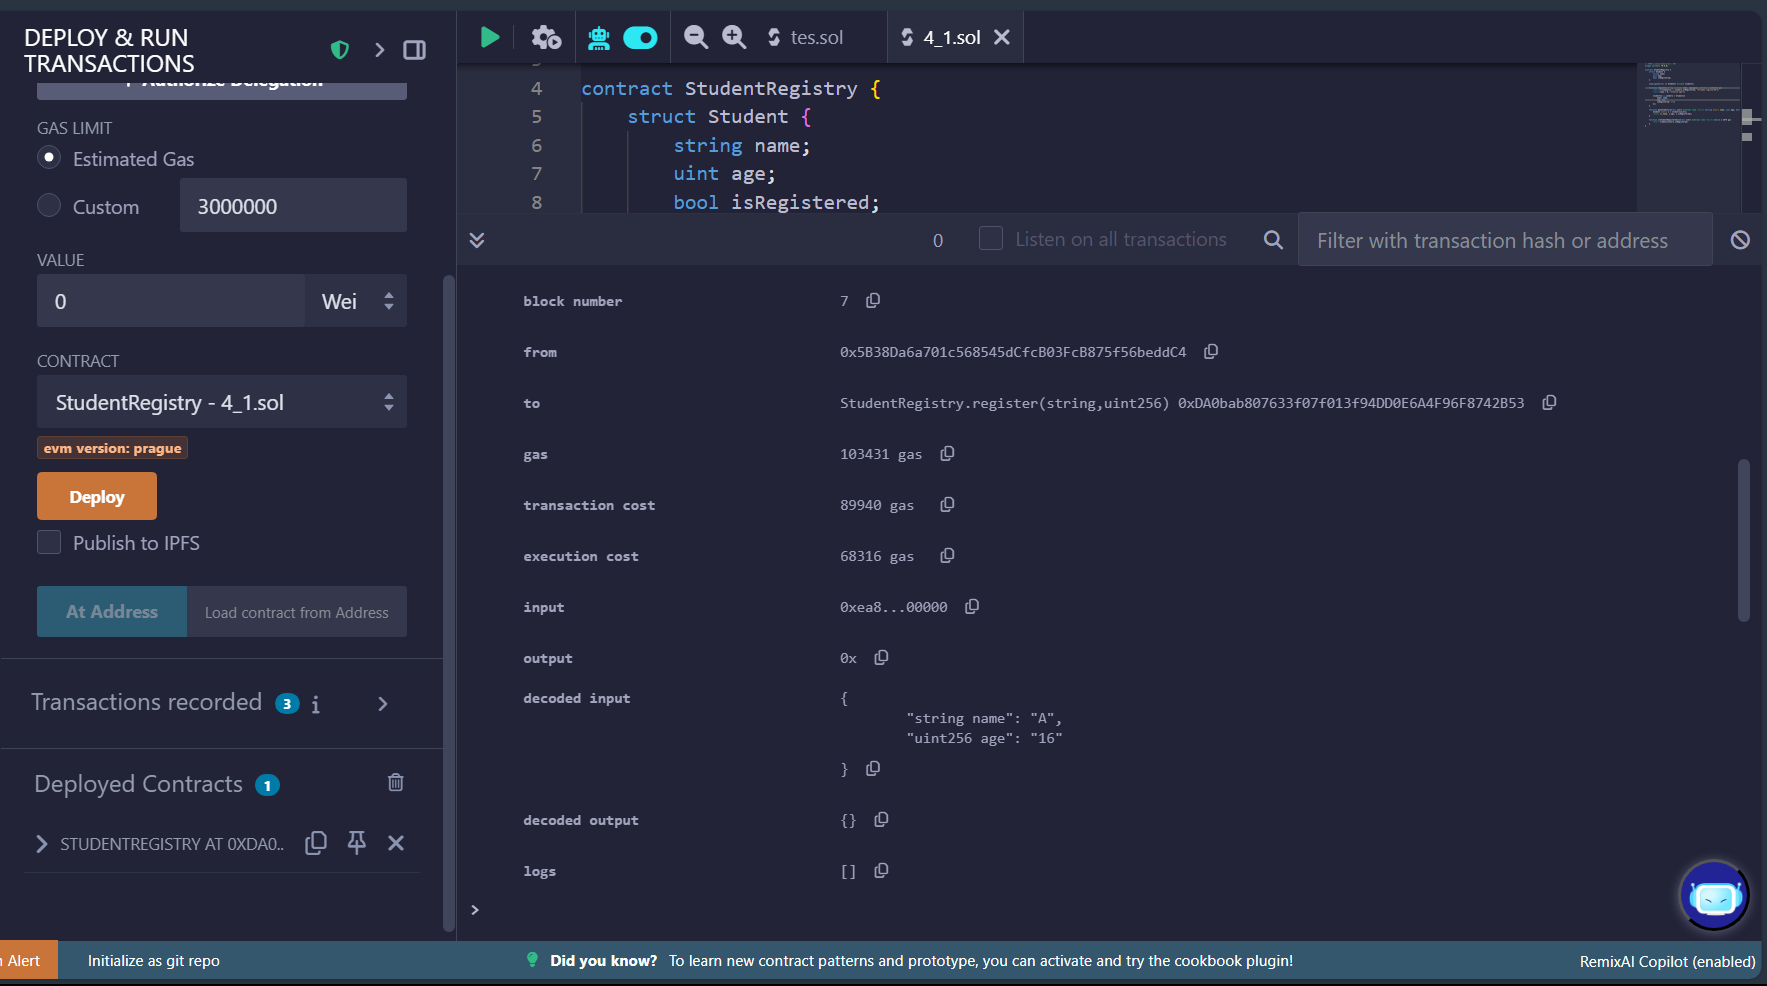 DEPLOY & RUN
TRANSACTIONS
Authorize Delegation
GAS LIMIT
Estimated Gas
Custom
3000000
VALUE
0
Wei
CONTRACT
StudentRegistry - 4_1.sol
evm version: prague
Deploy
Publish to IPFS
At Address
Load contract from Address
Transactions recorded 3 i
Deployed Contracts 1
STUDENTREGISTRY AT 0XDA0..
tes.sol
4_1.sol
4 contract StudentRegistry {
5 struct Student {
6 string name;
7 uint age;
8 bool isRegistered;
0
Listen on all transactions
Filter with transaction hash or address
block number 7
from 0x5B38Da6a701c568545dCfcB03FcB875f56beddC4
to StudentRegistry.register(string,uint256) 0xDA0bab807633f07f013f94DD0E6A4F96F8742B53
gas 103431 gas
transaction cost 89940 gas
execution cost 68316 gas
input 0xea8...00000
output 0x
decoded input {
"string name": "A",
"uint256 age": "16"
}
decoded output {}
logs []
>
Alert
Initialize as git repo
Did you know? To learn new contract patterns and prototype, you can activate and try the cookbook plugin!
RemixAI Copilot (enabled)